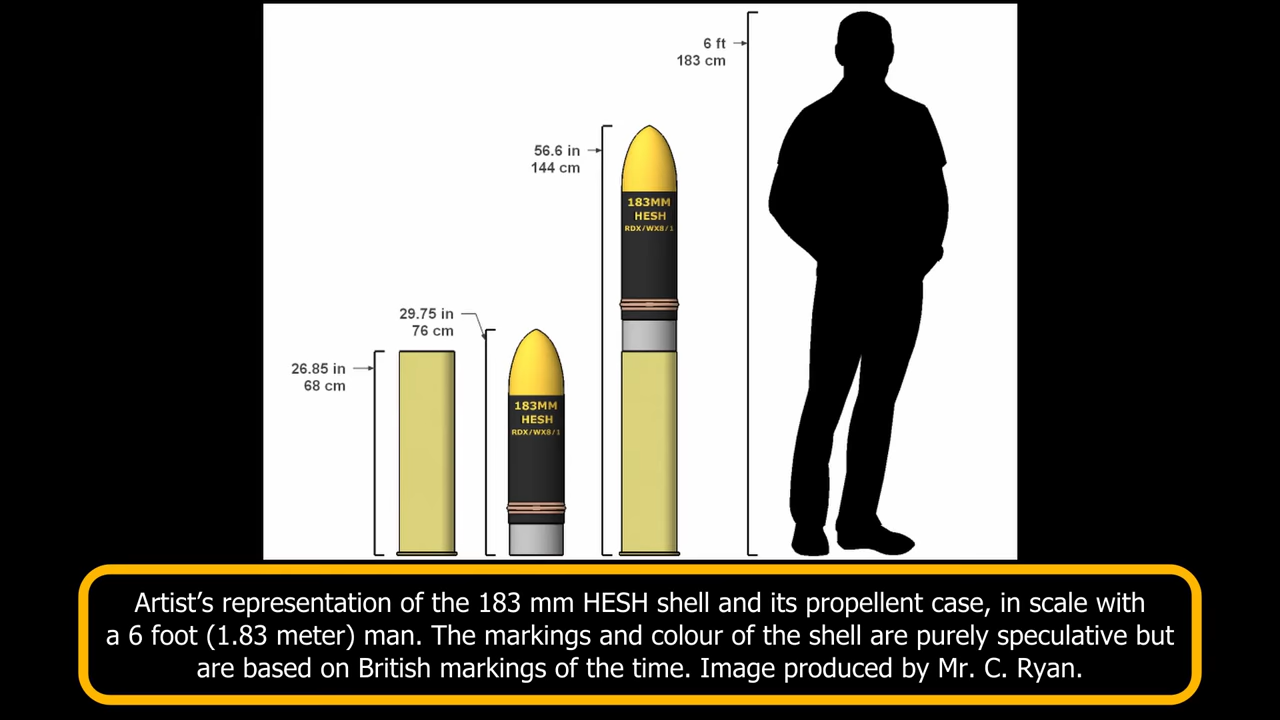 6 ft
183 cm
56.6 in
144 cm
183MM
HESH
RDX/WX8/1
29.75 in
76 cm
26.85 in
68 cm
183MM
HESH
RDX/WX8/1
Artist’s representation of the 183 mm HESH shell and its propellent case, in scale with
a 6 foot (1.83 meter) man. The markings and colour of the shell are purely speculative but
are based on British markings of the time. Image produced by Mr. C. Ryan.